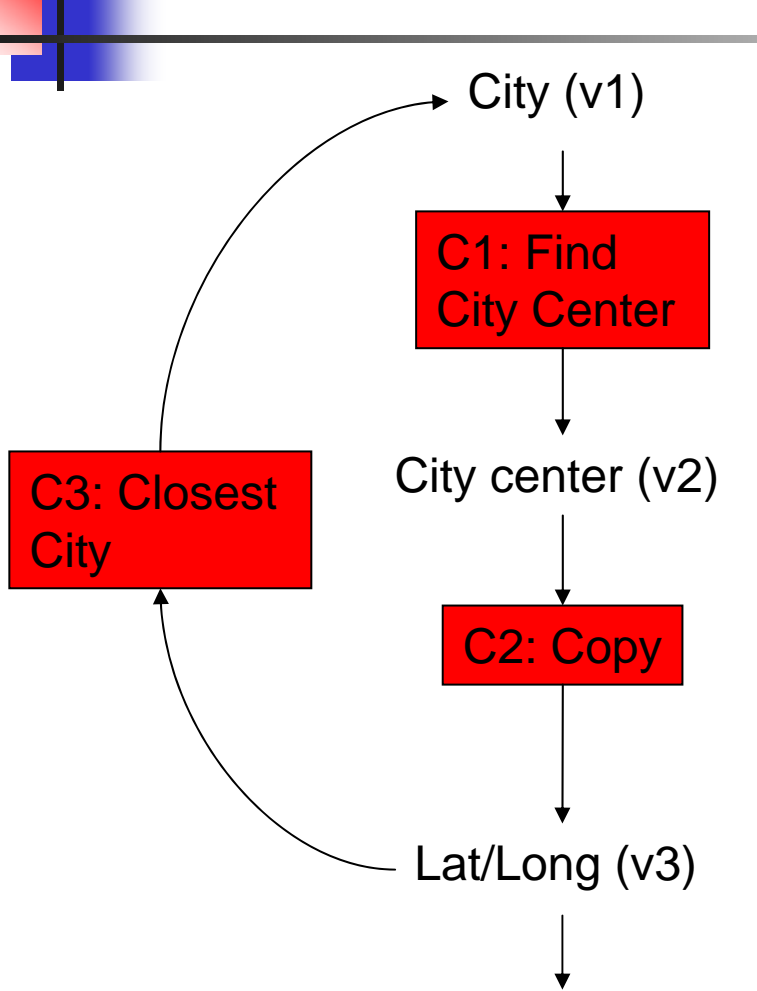 City (v1)
C1: Find
City Center
City center (v2)
C3: Closest
City
C2: Copy
Lat/Long (v3)